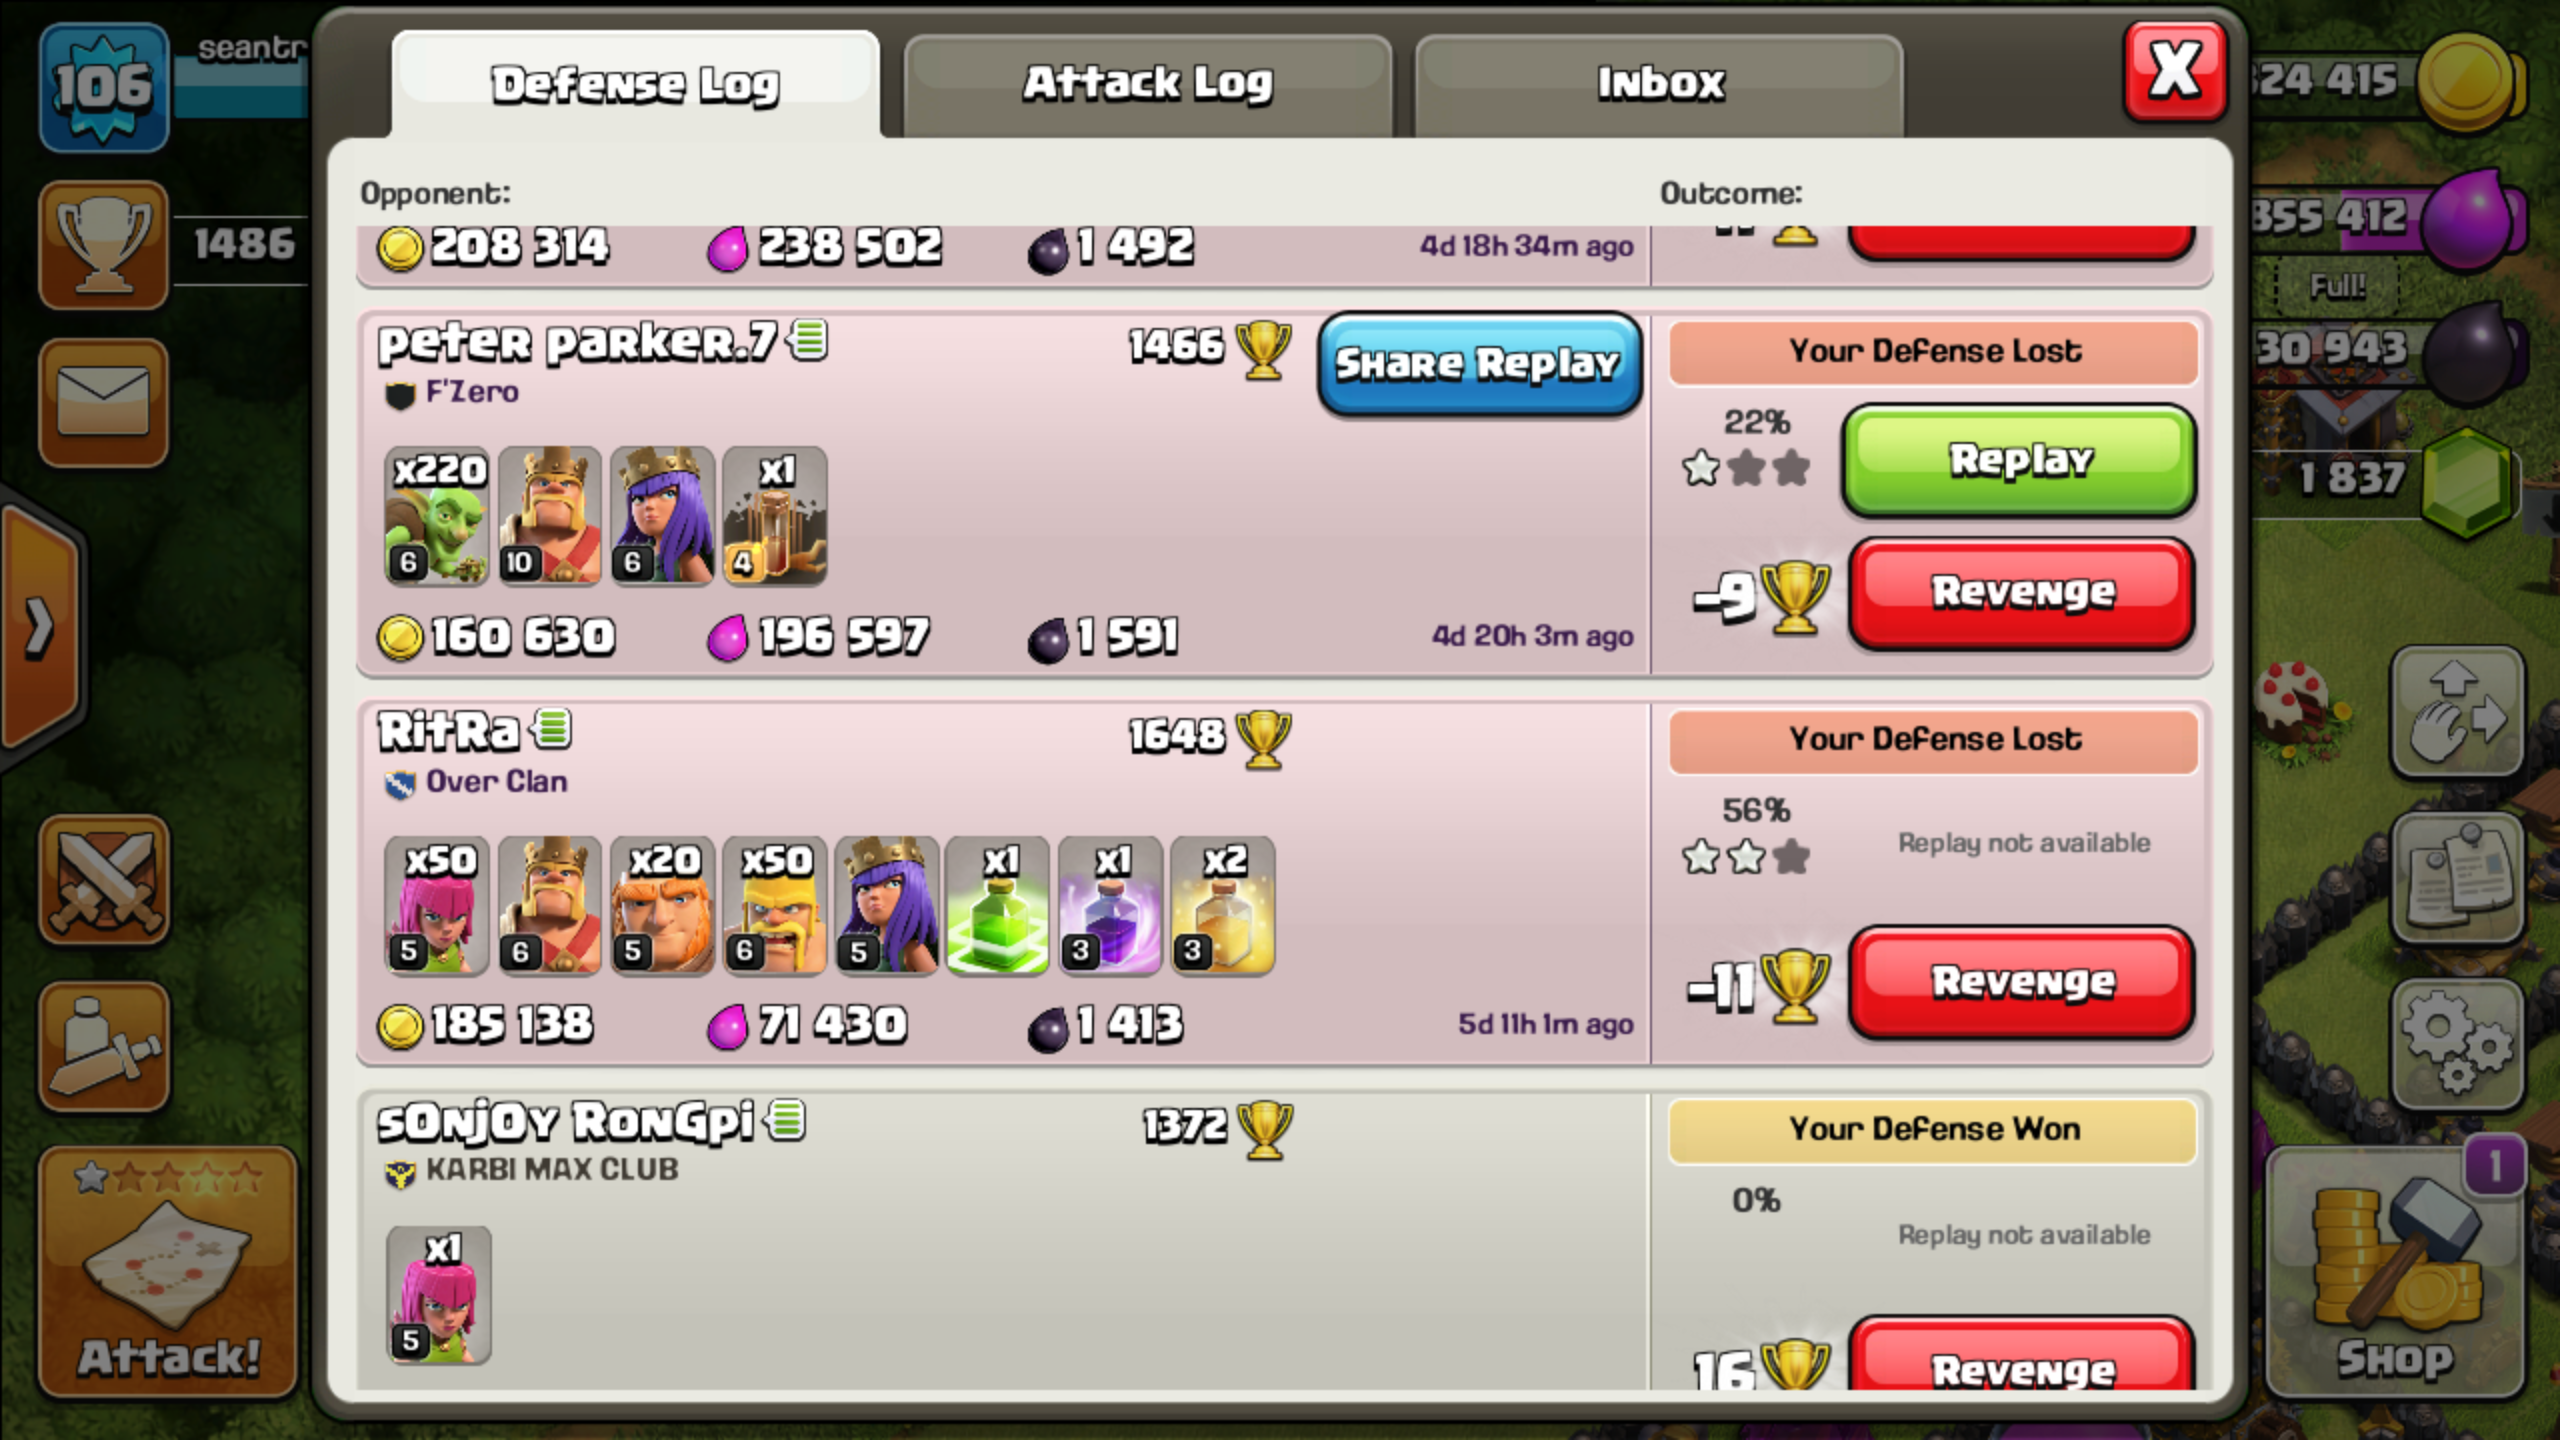 106
seantr
Defense Log
Attack Log
Inbox
X
24 415
1486
Opponent:
Outcome:
208 314
238 502
1 492
4d 18h 34m ago
855 412
Full!
peter parker.7
1466
Share Replay
Your Defense Lost
F'Zero
22%
Replay
30 943
x220
x1
6
10
6
4
1 837
-9
Revenge
160 630
196 597
1 591
4d 20h 3m ago
RitRa
1648
Your Defense Lost
Over Clan
56%
Replay not available
x50
x20
x50
x1
x1
x2
5
6
5
6
5
3
3
-11
Revenge
185 138
71 430
1 413
5d 11h 1m ago
sOnjOy RonGpi
1372
Your Defense Won
KARBI MAX CLUB
0%
Replay not available
x1
5
16
Revenge
Attack!
1
Shop